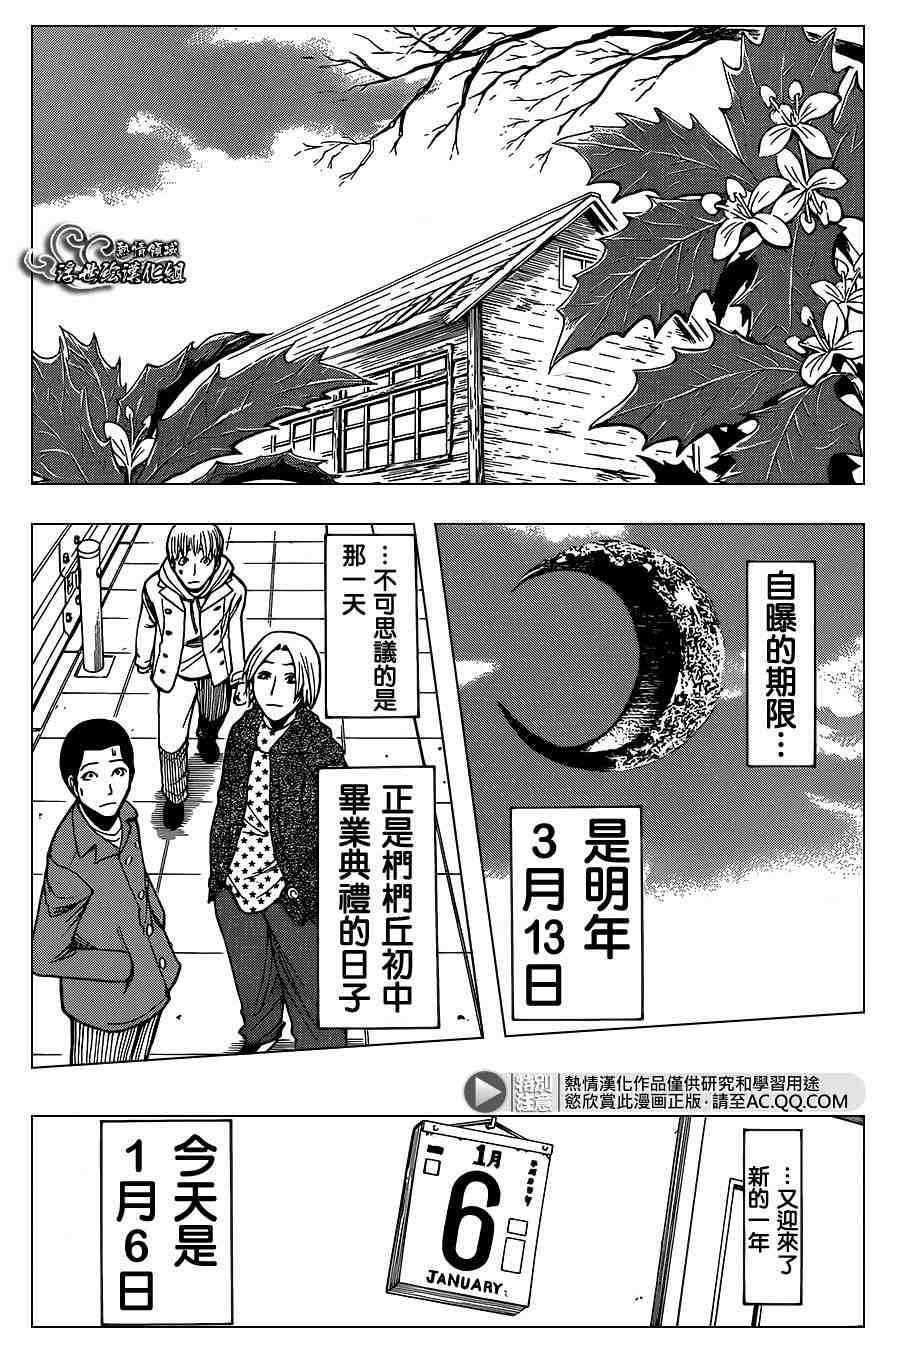 熱情領域
浮世绘漢化組
自曝的期限…
是明年
3月13日
…不可思議的是
那一天
正是椚椚丘初中
畢業典禮的日子
特別
注意
熱情漢化作品僅供研究和學習用途
慾欣賞此漫画正版,請至AC.QQ.COM
…又迎來了
新的一年
1月
6
JANUARY
今天是
1月6日